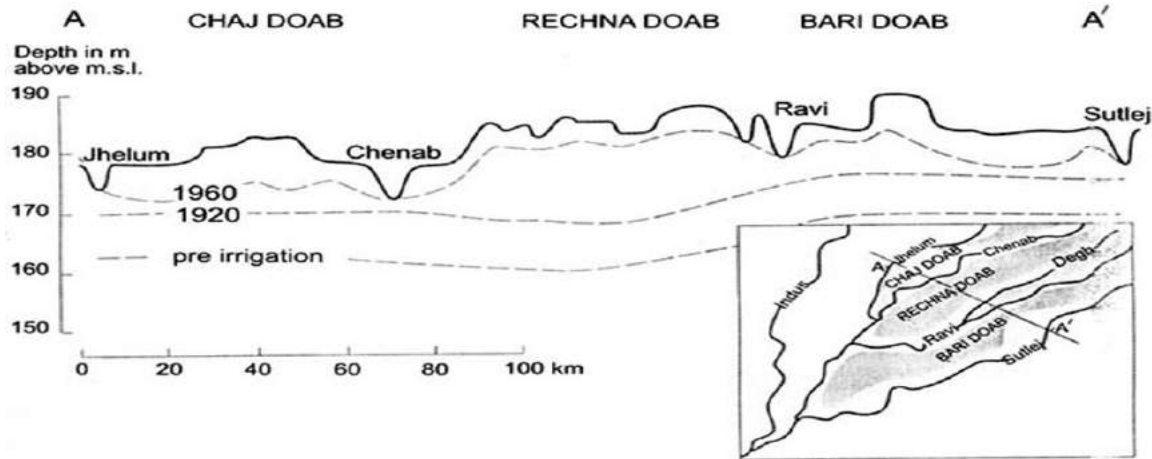 A CHAJ DOAB RECHNA DOAB BARI DOAB A′
Depth in m
above m.s.l.
190
Ravi
Sutlej
180
Jhelum
Chenab
1960
170
1920
160
pre irrigation
150
0 20 40 60 80 100 km
Indus
A
Jhelum
CHAJ DOAB
Chenab
RECHNA DOAB
Degh
Ravi
BARI DOAB
A′
Sutlej